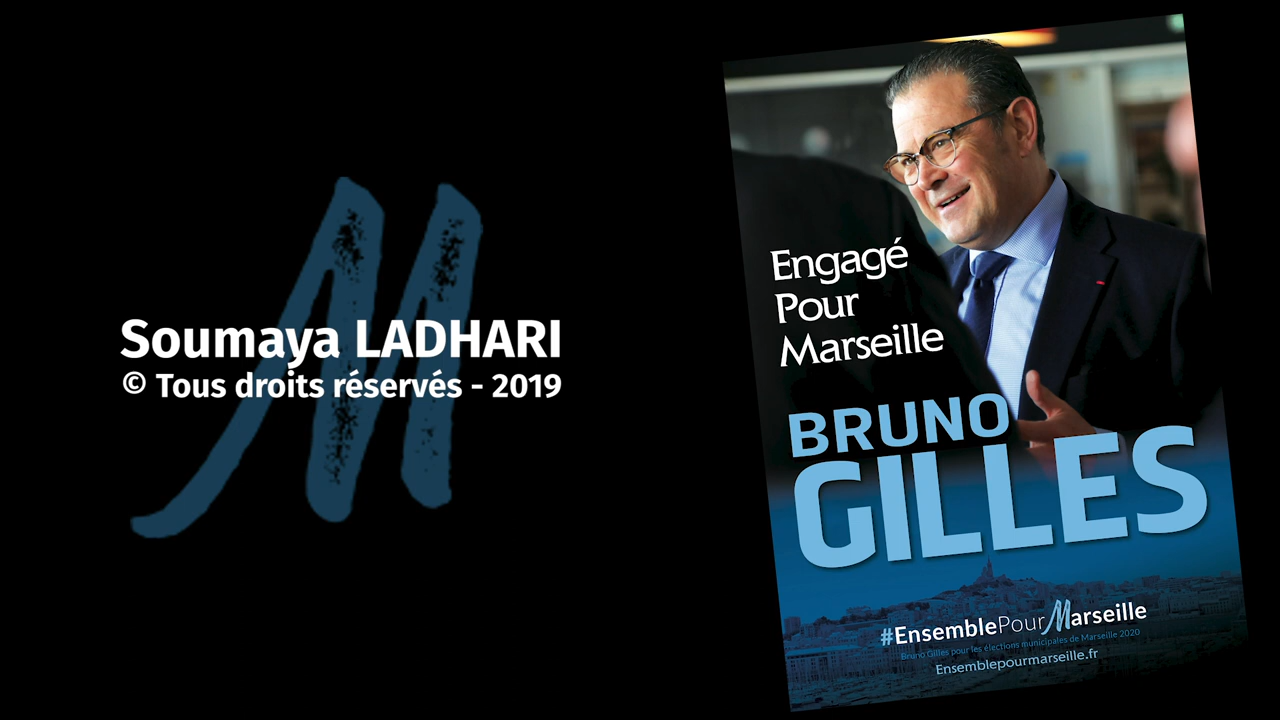 Soumaya LADHARI
© Tous droits réservés - 2019
Engagé
Pour
Marseille
BRUNO
GILLES
#EnsemblePourMarseille
Bruno Gilles pour les élections municipales de Marseille 2020
Ensemblepourmarseille.fr